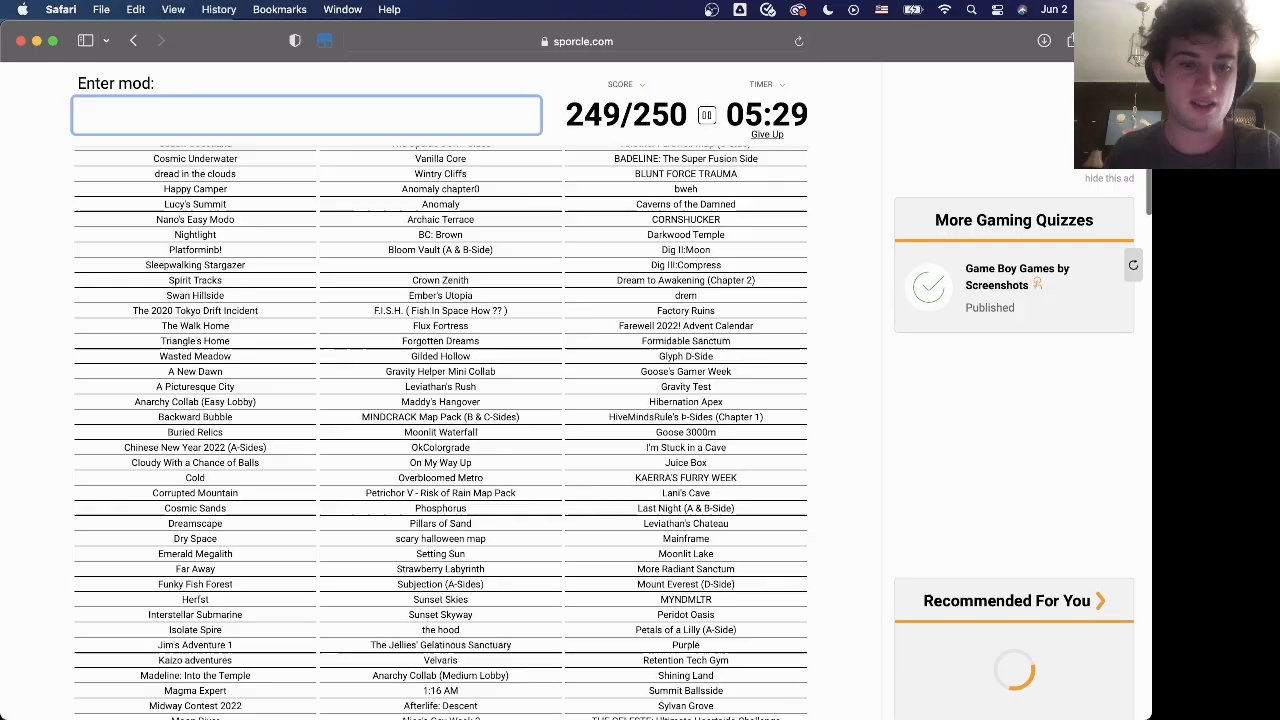 Safari File Edit View History Bookmarks Window Help Jun 2
sporcle.com
Enter mod:
SCORE TIMER
249/250 05:29
Give Up
hide this ad
Cosmic Underwater Vanilla Core BADELINE: The Super Fusion Side
dread in the clouds Wintry Cliffs BLUNT FORCE TRAUMA
Happy Camper Anomaly chapter0 bweh
Lucy's Summit Anomaly Caverns of the Damned
Nano's Easy Modo Archaic Terrace CORNSHUCKER
Nightlight BC: Brown Darkwood Temple
Platforminb! Bloom Vault (A & B-Side) Dig II:Moon
Sleepwalking Stargazer Dig III:Compress
Spirit Tracks Crown Zenith Dream to Awakening (Chapter 2)
Swan Hillside Ember's Utopia drem
The 2020 Tokyo Drift Incident F.I.S.H. ( Fish In Space How ?? ) Factory Ruins
The Walk Home Flux Fortress Farewell 2022! Advent Calendar
Triangle's Home Forgotten Dreams Formidable Sanctum
Wasted Meadow Gilded Hollow Glyph D-Side
A New Dawn Gravity Helper Mini Collab Goose's Gamer Week
A Picturesque City Leviathan's Rush Gravity Test
Anarchy Collab (Easy Lobby) Maddy's Hangover Hibernation Apex
Backward Bubble MINDCRACK Map Pack (B & C-Sides) HiveMindsRule's Þ-Sides (Chapter 1)
Buried Relics Moonlit Waterfall Goose 3000m
Chinese New Year 2022 (A-Sides) OkColorgrade I'm Stuck in a Cave
Cloudy With a Chance of Balls On My Way Up Juice Box
Cold Overbloomed Metro KAERRA'S FURRY WEEK
Corrupted Mountain Petrichor V - Risk of Rain Map Pack Lani's Cave
Cosmic Sands Phosphorus Last Night (A & B-Side)
Dreamscape Pillars of Sand Leviathan's Chateau
Dry Space scary halloween map Mainframe
Emerald Megalith Setting Sun Moonlit Lake
Far Away Strawberry Labyrinth More Radiant Sanctum
Funky Fish Forest Subjection (A-Sides) Mount Everest (D-Side)
Herfst Sunset Skies MYNDMLTR
Interstellar Submarine Sunset Skyway Peridot Oasis
Isolate Spire the hood Petals of a Lilly (A-Side)
Jim's Adventure 1 The Jellies' Gelatinous Sanctuary Purple
Kaizo adventures Velvaris Retention Tech Gym
Madeline: Into the Temple Anarchy Collab (Medium Lobby) Shining Land
Magma Expert 1:16 AM Summit Ballsside
Midway Contest 2022 Afterlife: Descent Sylvan Grove
More Gaming Quizzes
Game Boy Games by
Screenshots
Published
Recommended For You